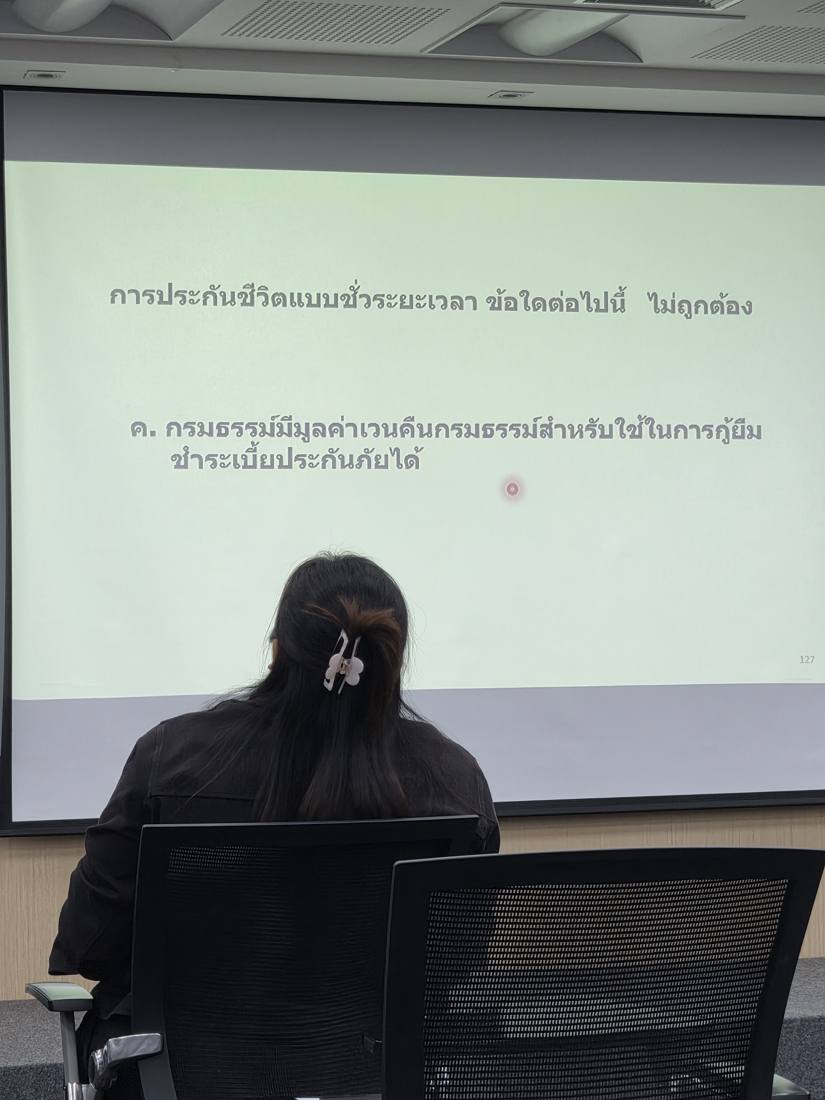 การประกันชีวิตแบบชั่วระยะเวลา ข้อใดต่อไปนี้ ไม่ถูกต้อง
ค. กรมธรรม์มีมูลค่าเวนคืนกรมธรรม์สำหรับใช้ในการกู้ยืม
ชำระเบี้ยประกันภัยได้
127